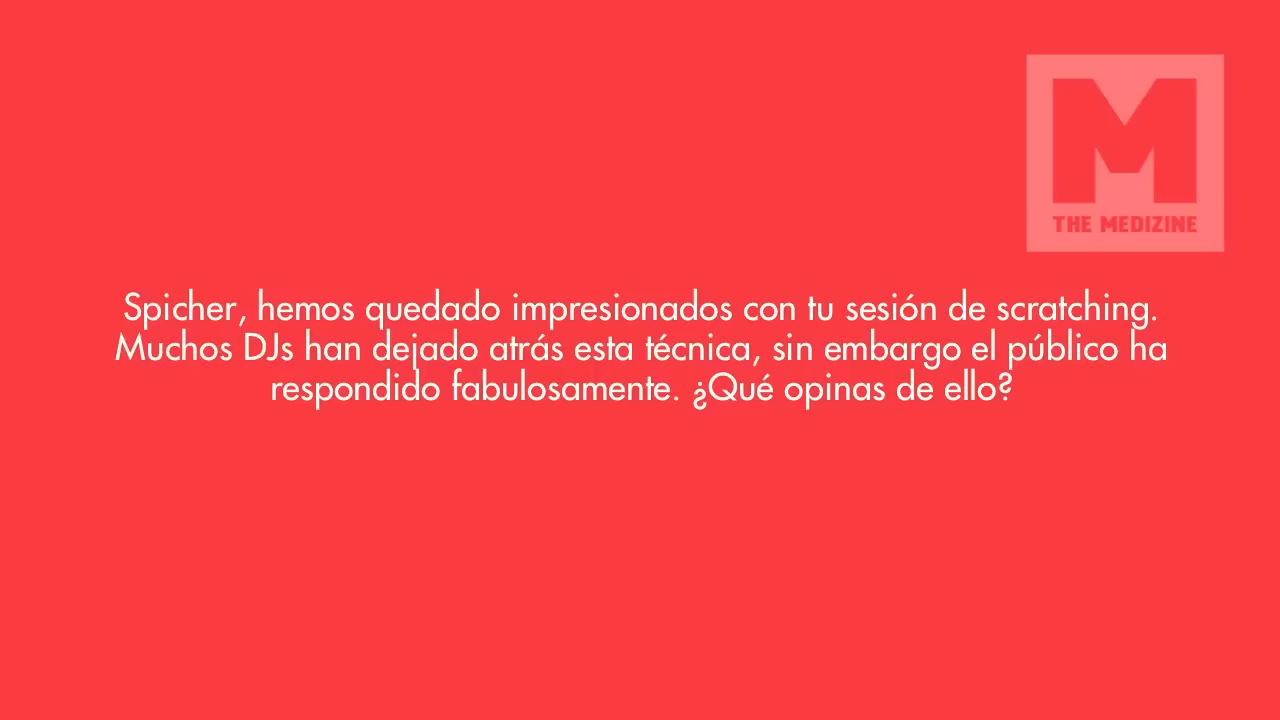 M
THE MEDIZINE
Spicher, hemos quedado impresionados con tu sesión de scratching.
Muchos DJs han dejado atrás esta técnica, sin embargo el público ha
respondido fabulosamente. ¿Qué opinas de ello?